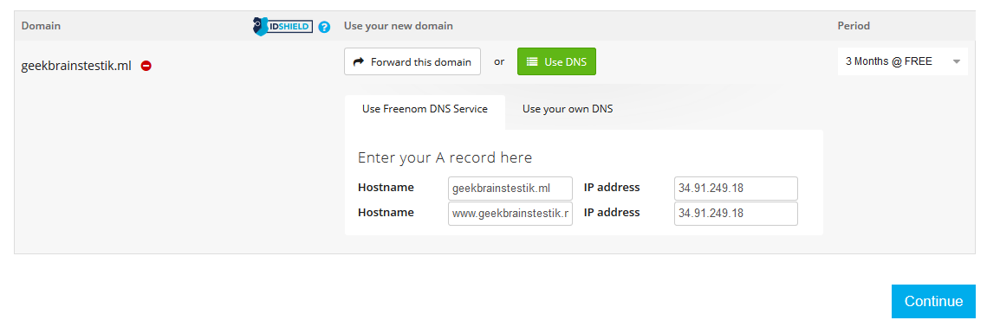 Domain IDSHIELD ? Use your new domain Period
geekbrainstestik.ml Forward this domain or Use DNS 3 Months @ FREE
Use Freenom DNS Service Use your own DNS
Enter your A record here
Hostname geekbrainstestik.ml IP address 34.91.249.18
Hostname www.geekbrainstestik.r IP address 34.91.249.18
Continue